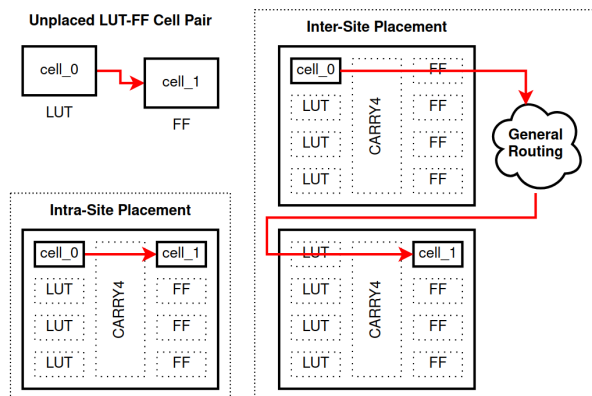 Unplaced LUT-FF Cell Pair
cell_0
cell_1
LUT
FF
Intra-Site Placement
cell_0
CARRY4
cell_1
LUT
FF
LUT
FF
LUT
FF
Inter-Site Placement
cell_0
CARRY4
FF
LUT
FF
LUT
FF
LUT
FF
General
Routing
LUT
CARRY4
cell_1
LUT
FF
LUT
FF
LUT
FF